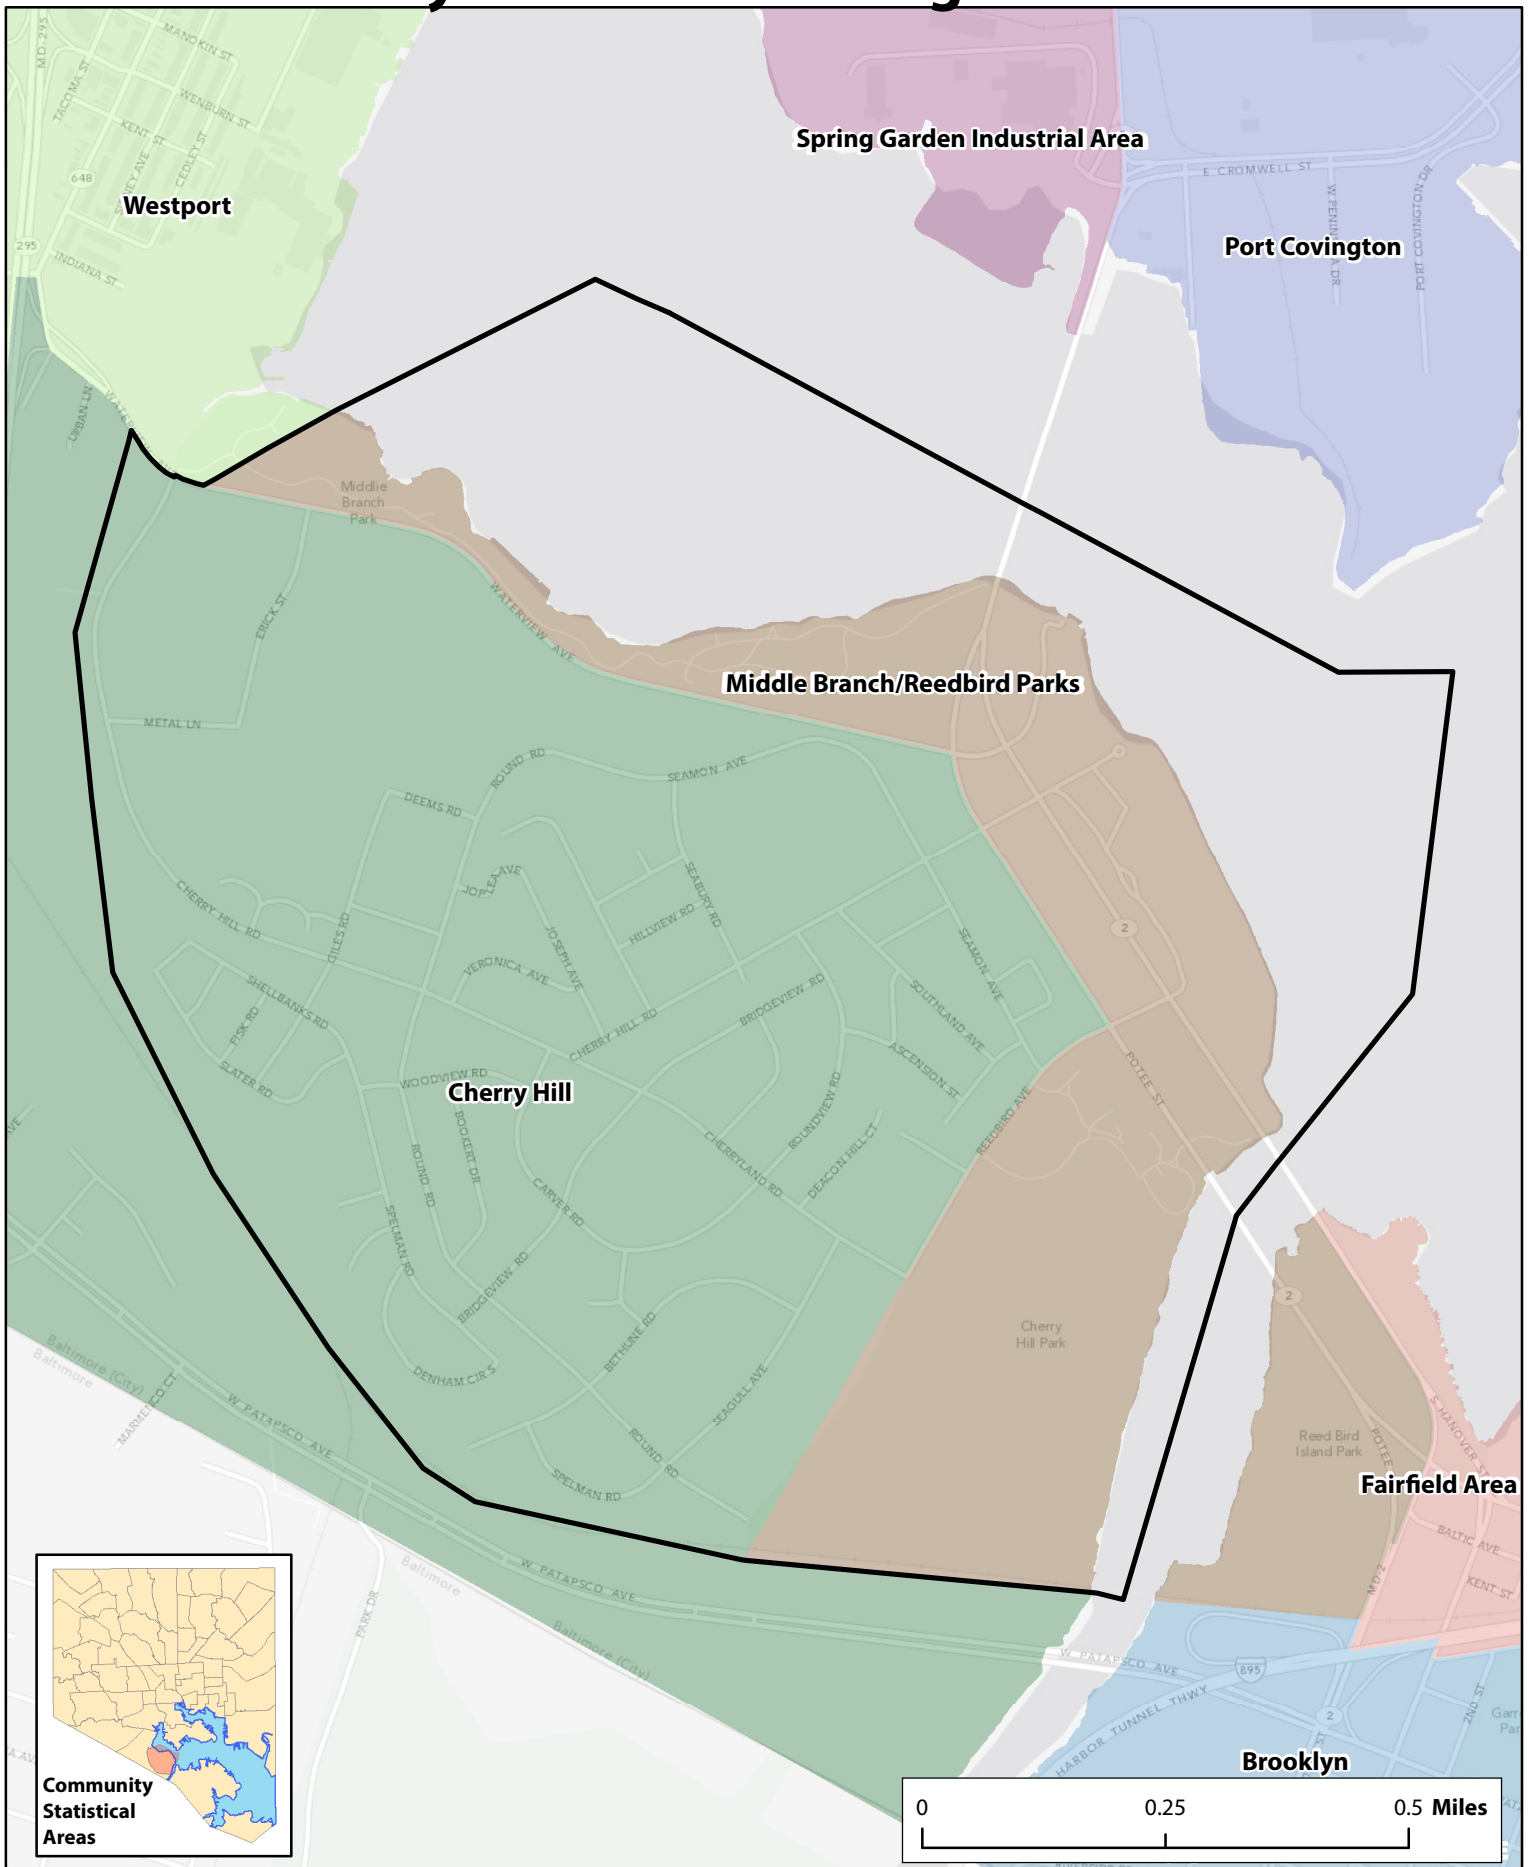 MD-295
MANOKIN ST
TACOMA ST
WENBURN ST
KENT ST
CEDLEY ST
648
Westport
295
INDIANA ST
Spring Garden Industrial Area
E CROMWELL ST
PORT COVINGTON DR
Port Covington
URBAN LN
Middlie
Branch
Park
ERICK ST
WATERVIEW AVE
METAL LN
Middle Branch/Reedbird Parks
ROUND RD
SEAMON AVE
DEEMS RD
SEABURY RD
CHERRY HILL RD
GILES RD
JOSEPH AVE
HILLVIEW RD
2
SEAMON AVE
VERONICA AVE
SHELLBANKS RD
BRIDGEVIEW RD
SOUTHLAND AVE
FISK RD
CHERRY HILL RD
ASCENSION ST
SLATER RD
WOODVIEW RD
Cherry Hill
POTEE ST
BOOKERT DR
ROUNDVIEW RD
REEDBIRD AVE
ROUND RD
CHERRYLAND RD
DEACON HILL CT
CARVER RD
SPELMAN RD
BRIDGEVIEW RD
2
Cherry
Hill Park
BETHUNE RD
Baltimore (City)
Baltimore
DENHAM CIR S
MARMENCO CT
SEAGULL AVE
W PATAPSCO AVE
S HANOVER ST
POTEE
Reed Bird
Island Park
ROUND RD
SPELMAN RD
Fairfield Area
BALTIC AVE
W PATAPSCO AVE
Baltimore
MD-2
KENT ST
PARK DR
Baltimore (City)
W PATAPSCO AVE
895
HARBOR TUNNEL THWY
2
2ND ST
Brooklyn
Community
Statistical
Areas
0 0.25 0.5 Miles